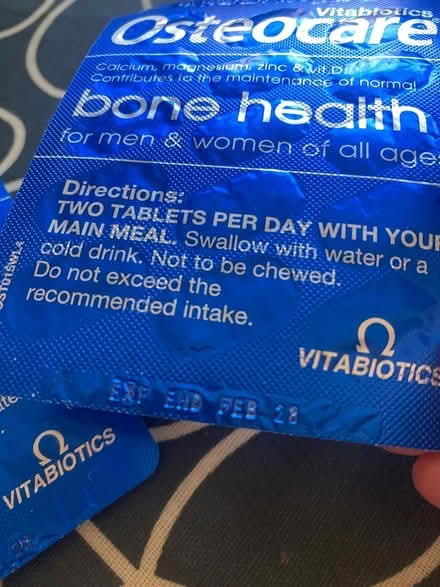 Vitabiotics
Osteocare
Calcium, magnesium, zinc & vit.D
Contributes to the maintenance of normal
bone health
for men & women of all age
Directions:
TWO TABLETS PER DAY WITH YOUR
MAIN MEAL. Swallow with water or a
cold drink. Not to be chewed.
Do not exceed the
recommended intake.
VITABIOTICS
EXP END FEB 28
VITABIOTICS